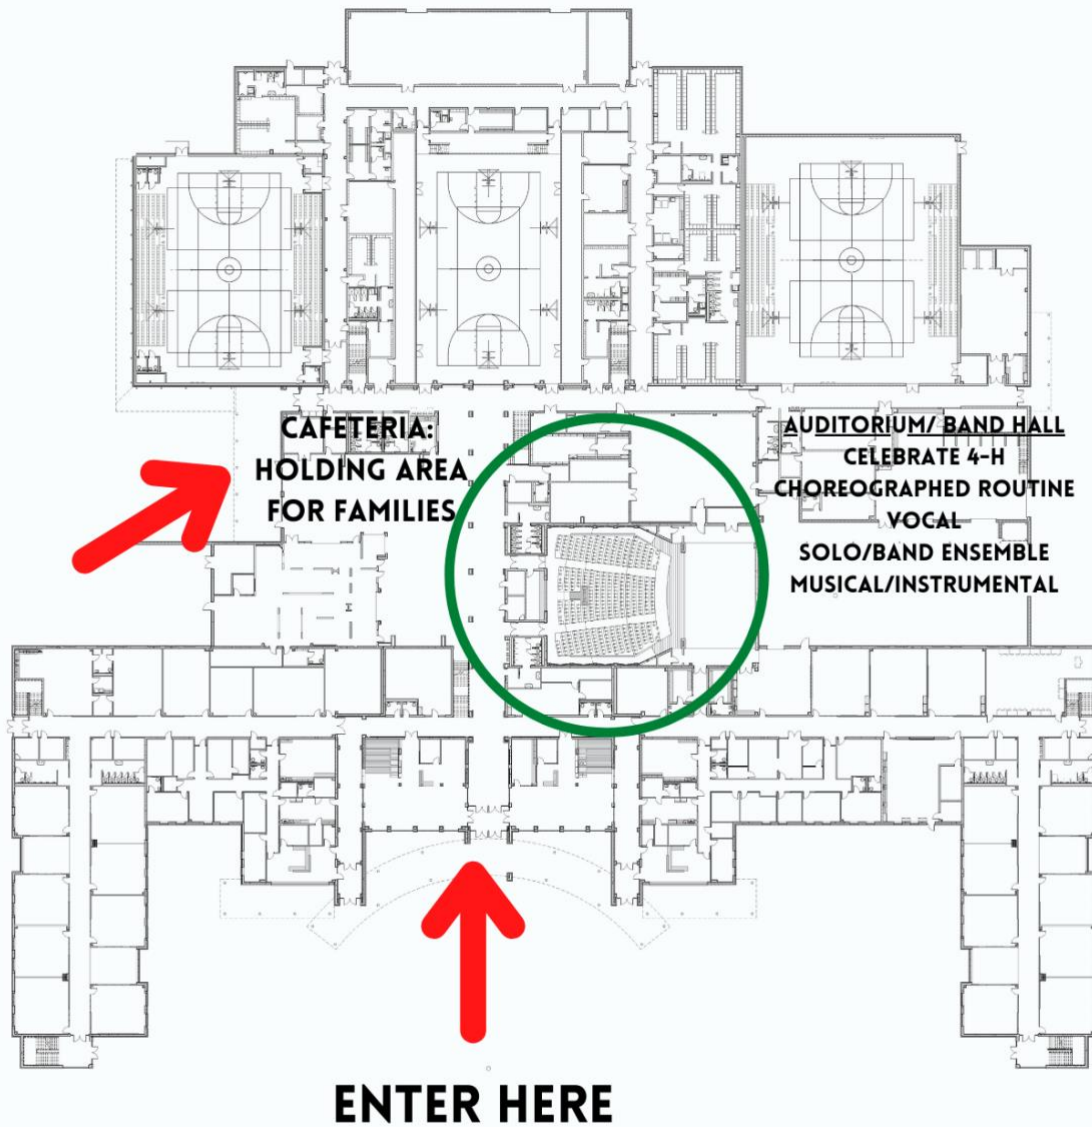 CAFETERIA:
HOLDING AREA
FOR FAMILIES
AUDITORIUM/ BAND HALL
CELEBRATE 4-H
CHOREOGRAPHED ROUTINE
VOCAL
SOLO/BAND ENSEMBLE
MUSICAL/INSTRUMENTAL
ENTER HERE